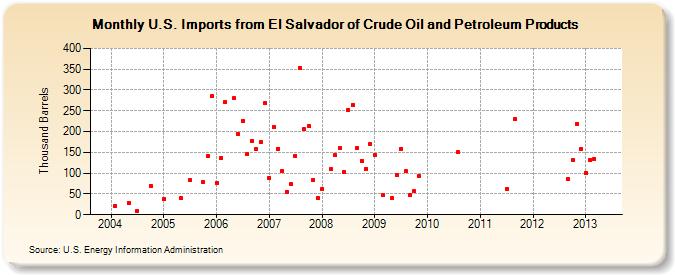 Monthly U.S. Imports from El Salvador of Crude Oil and Petroleum Products
Thousand Barrels
400
350
300
250
200
150
100
50
0
2004 2005 2006 2007 2008 2009 2010 2011 2012 2013
Source: U.S. Energy Information Administration